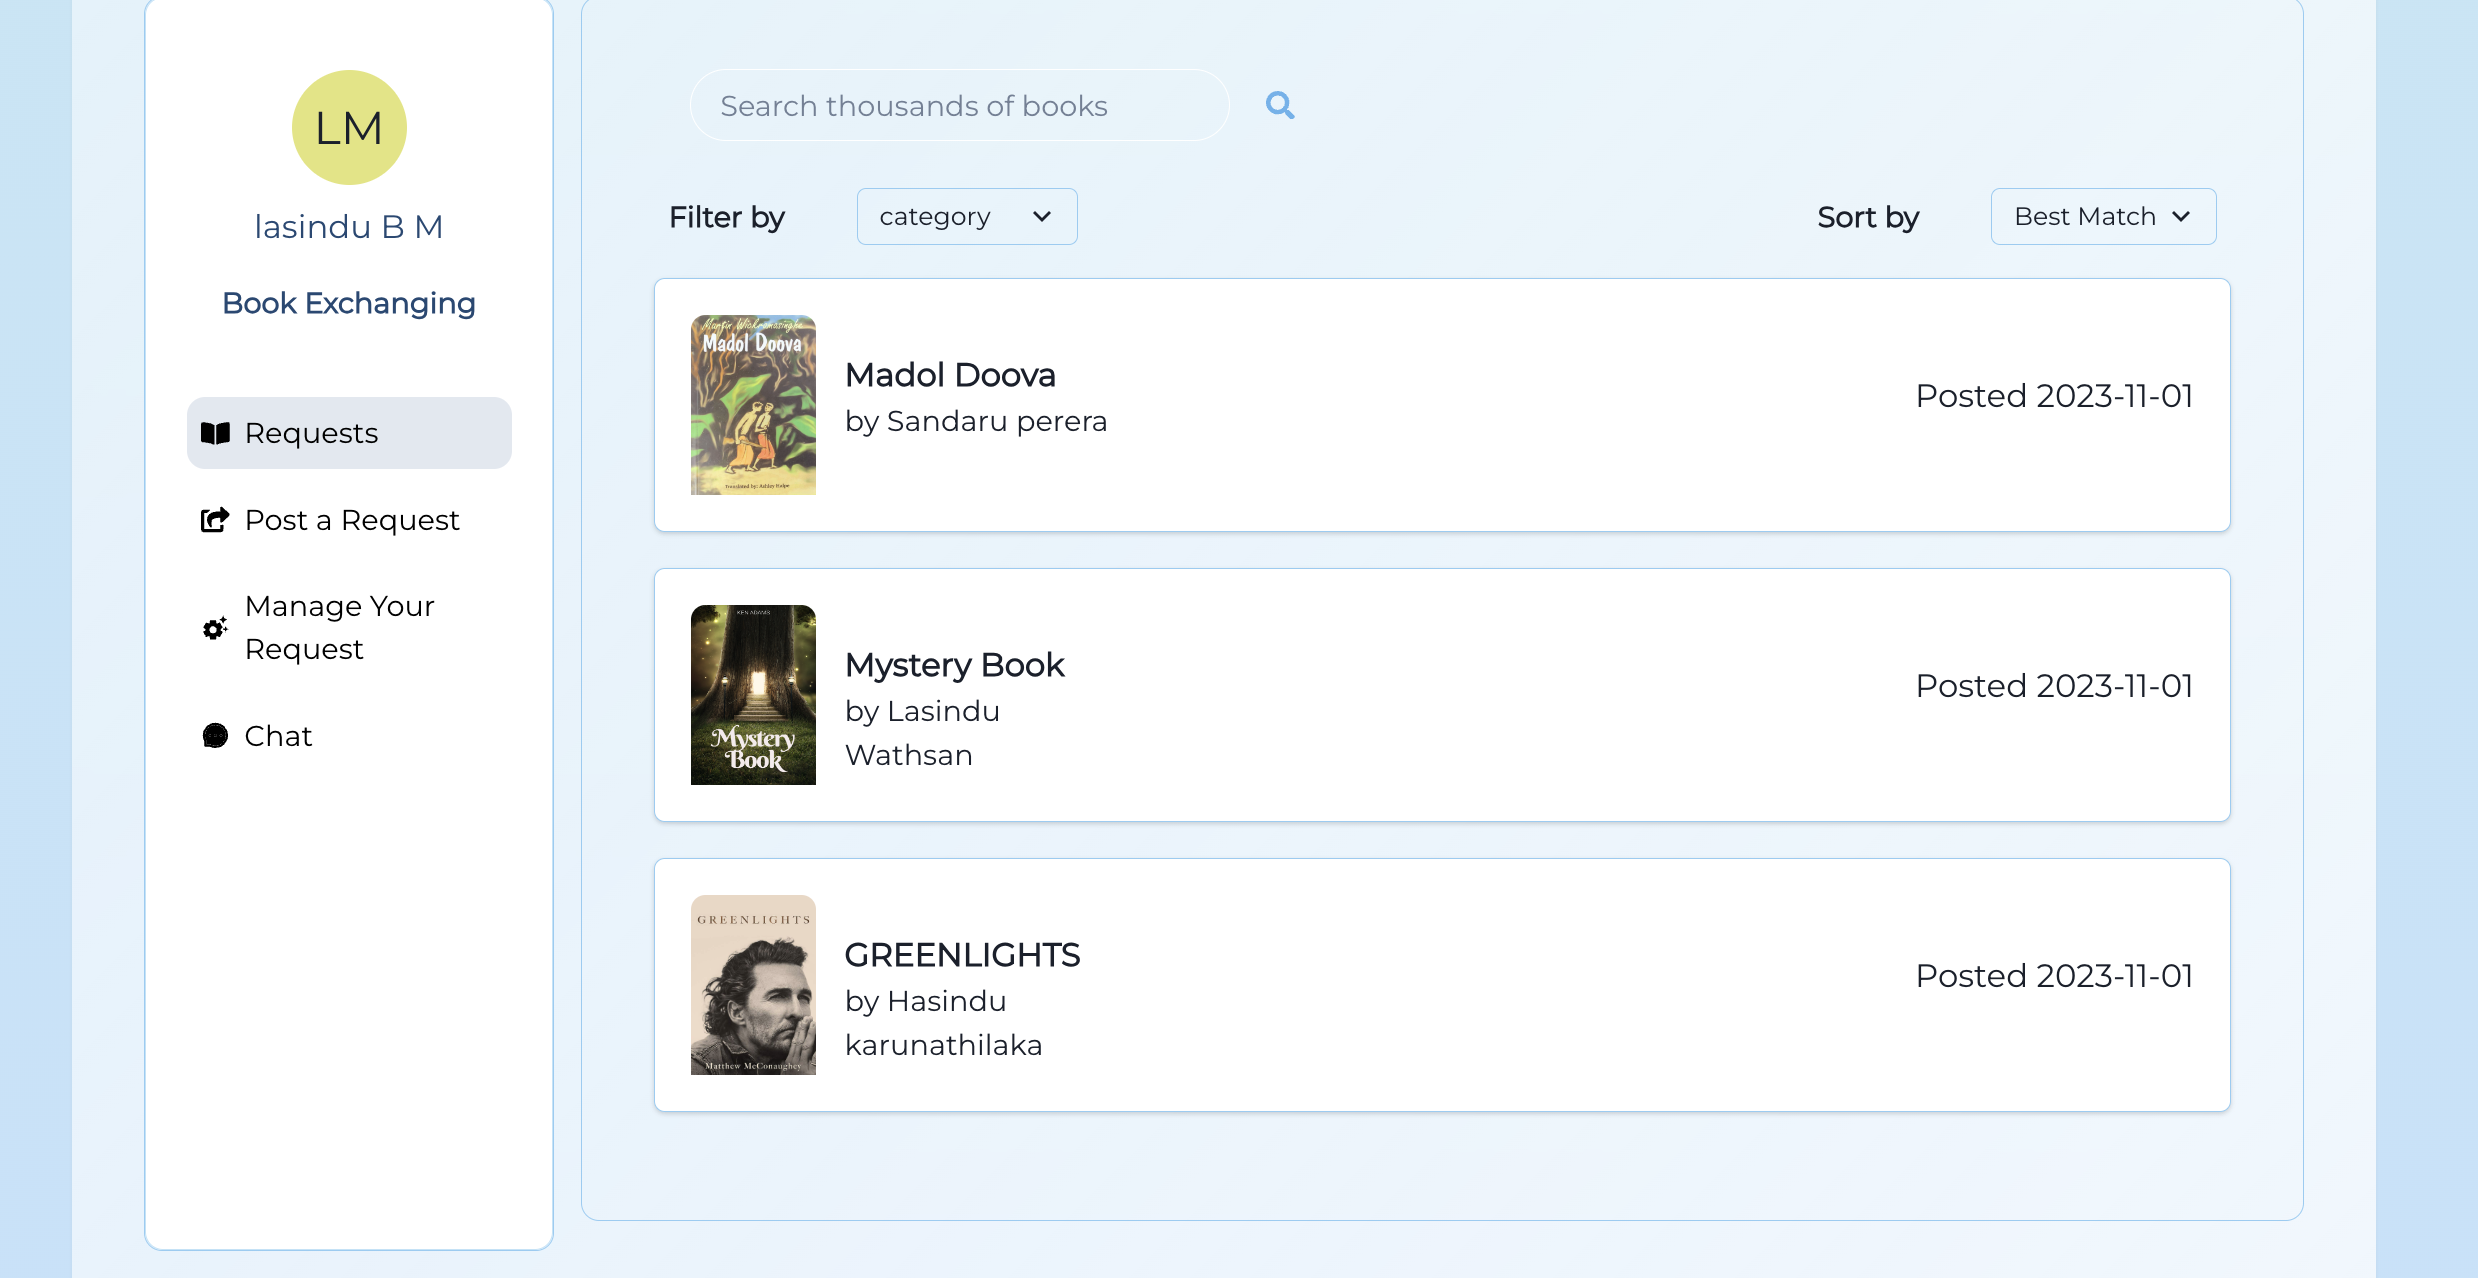 LM
lasindu B M
Book Exchanging
Requests
Post a Request
Manage Your
Request
Chat
Search thousands of books
Filter by
category
Sort by
Best Match
Martin Wickramasinghe
Madol Doova
Translated by: Ashley Halpe
Madol Doova
by Sandaru perera
Posted 2023-11-01
KEN ADAMS
Mystery
Book
Mystery Book
by Lasindu
Wathsan
Posted 2023-11-01
GREENLIGHTS
Matthew McConaughey
GREENLIGHTS
by Hasindu
karunathilaka
Posted 2023-11-01